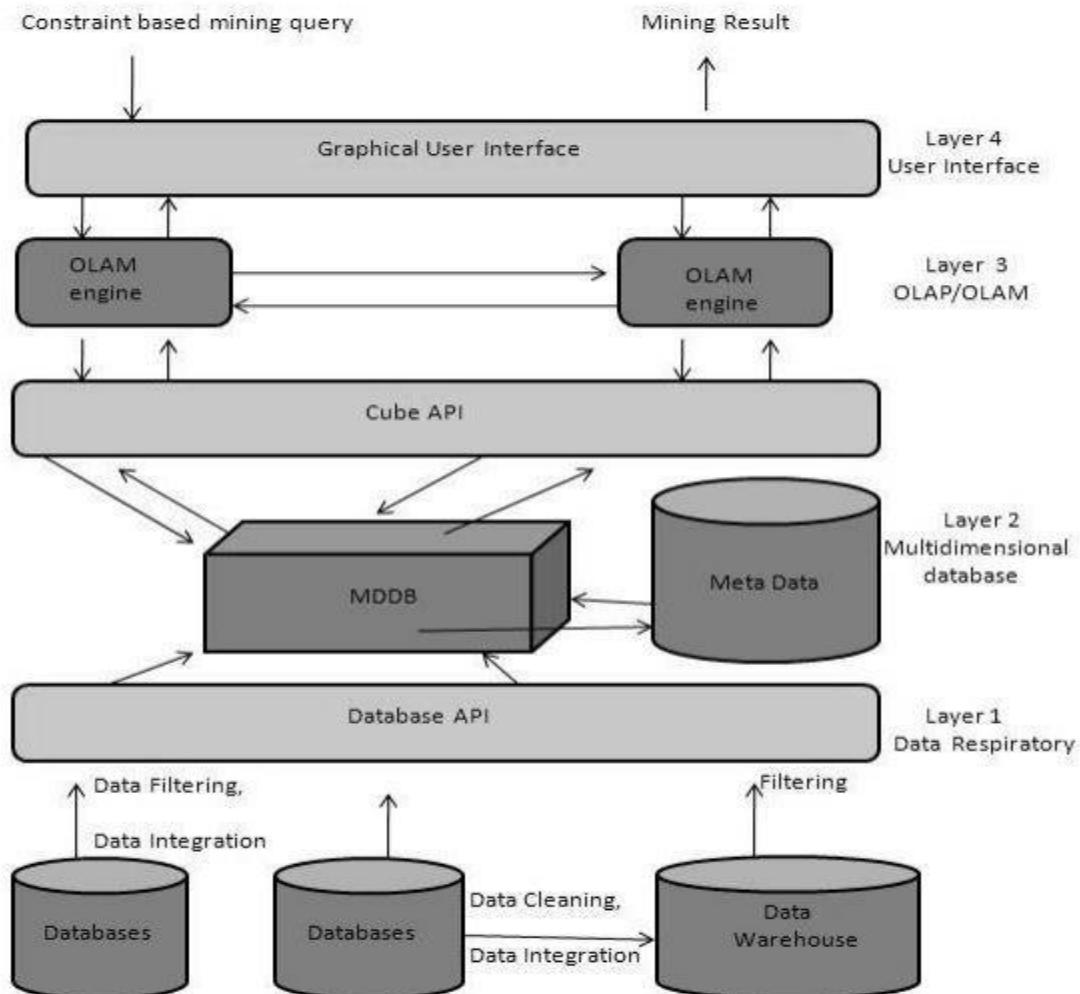 Constraint based mining query
Mining Result
Graphical User Interface
Layer 4
User Interface
OLAM
engine
OLAM
engine
Layer 3
OLAP/OLAM
Cube API
Layer 2
Multidimensional
database
MDDB
Meta Data
Database API
Layer 1
Data Respiratory
Data Filtering,
Data Integration
Filtering
Databases
Databases
Data Cleaning,
Data Integration
Data
Warehouse